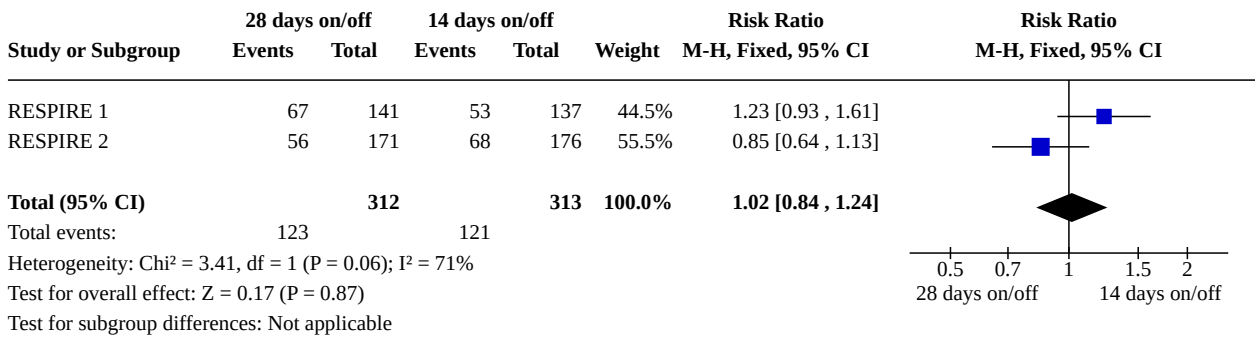 28 days on/off 14 days on/off Risk Ratio Risk Ratio
Study or Subgroup Events Total Events Total Weight M-H, Fixed, 95% CI M-H, Fixed, 95% CI
RESPIRE 1 67 141 53 137 44.5% 1.23 [0.93 , 1.61]
RESPIRE 2 56 171 68 176 55.5% 0.85 [0.64 , 1.13]
Total (95% CI) 312 313 100.0% 1.02 [0.84 , 1.24]
Total events: 123 121
Heterogeneity: Chi² = 3.41, df = 1 (P = 0.06); I² = 71%
0.5 0.7 1 1.5 2
Test for overall effect: Z = 0.17 (P = 0.87)
28 days on/off 14 days on/off
Test for subgroup differences: Not applicable